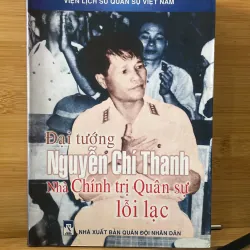 VIỆN LỊCH SỬ QUÂN SỰ VIỆT NAM
Đại tướng
Nguyễn Chí Thanh
Nhà Chính trị Quân sự
lỗi lạc
NHÀ XUẤT BẢN QUÂN ĐỘI NHÂN DÂN